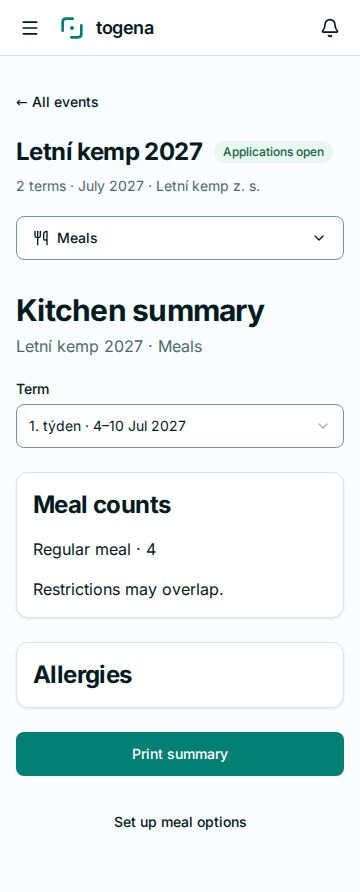 togena
← All events
Letní kemp 2027 Applications open
2 terms · July 2027 · Letní kemp z. s.
Meals
Kitchen summary
Letní kemp 2027 · Meals
Term
1. týden · 4–10 Jul 2027
Meal counts
Regular meal · 4
Restrictions may overlap.
Allergies
Print summary
Set up meal options